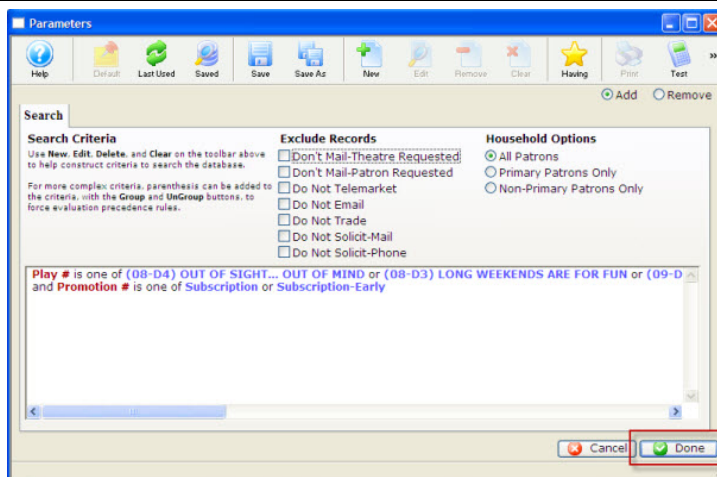 Parameters
Help Default Last Used Saved Save Save As New Edit Remove Clear Having Print Test »
Add Remove
Search
Search Criteria
Use New, Edit, Delete, and Clear on the toolbar above
to help construct criteria to search the database.
For more complex criteria, parenthesis can be added to
the criteria, with the Group and UnGroup buttons, to
force evaluation precedence rules.
Exclude Records
Don't Mail-Theatre Requested
Don't Mail-Patron Requested
Do Not Telemarket
Do Not Email
Do Not Trade
Do Not Solicit-Mail
Do Not Solicit-Phone
Household Options
All Patrons
Primary Patrons Only
Non-Primary Patrons Only
Play # is one of (08-D4) OUT OF SIGHT... OUT OF MIND or (08-D3) LONG WEEKENDS ARE FOR FUN or (09-D
and Promotion # is one of Subscription or Subscription-Early
Cancel Done